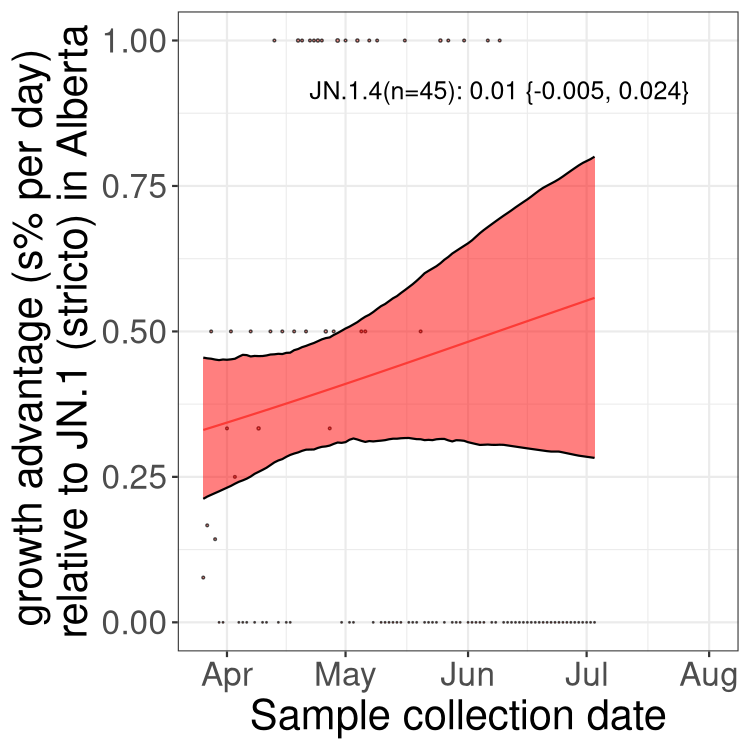 growth advantage (s% per day)
relative to JN.1 (stricto) in Alberta
1.00
0.75
0.50
0.25
0.00
JN.1.4(n=45): 0.01 {-0.005, 0.024}
Apr May Jun Jul Aug
Sample collection date